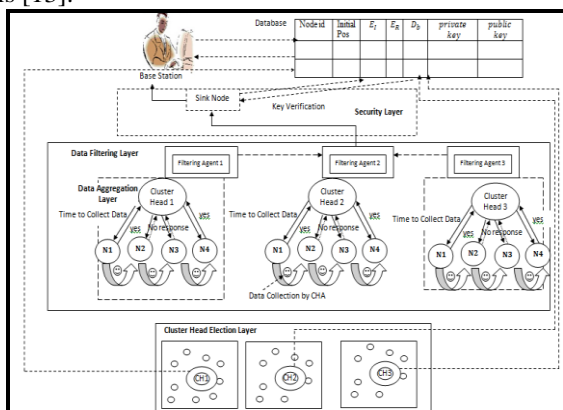 s [15].
Database
Node id
Initial
Pos
E_I
E_R
D_b
private
key
public
key
Base Station
Sink Node
Key Verification
Security Layer
Data Filtering Layer
Filtering Agent 1
Filtering Agent 2
Filtering Agent 3
Data Aggregation
Layer
Cluster
Head 1
Cluster
Head 2
Cluster
Head 3
Time to Collect Data
yes
yes
No response
Time to Collect Data
yes
yes
No response
Time to Collect Data
yes
yes
No response
N1
N2
N3
N4
N1
N2
N3
N4
N1
N2
N3
N4
Data Collection by CHA
Cluster Head Election Layer
CH1
CH2
CH3